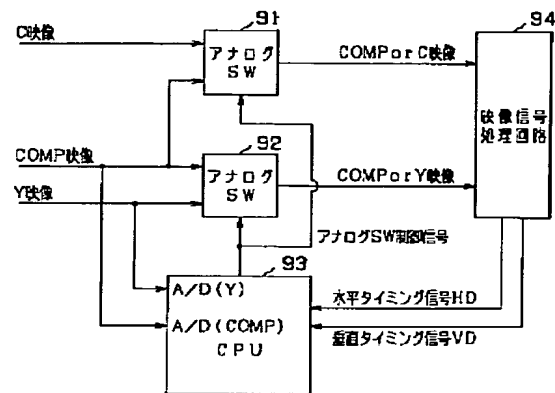 91
94
C映像
アナログ
SW
COMPorC映像
映像信号
処理回路
COMP映像
92
Y映像
アナログ
SW
COMPorY映像
アナログSW制御信号
93
A/D(Y)
水平タイミング信号HD
A/D(COMP)
CPU
垂直タイミング信号VD